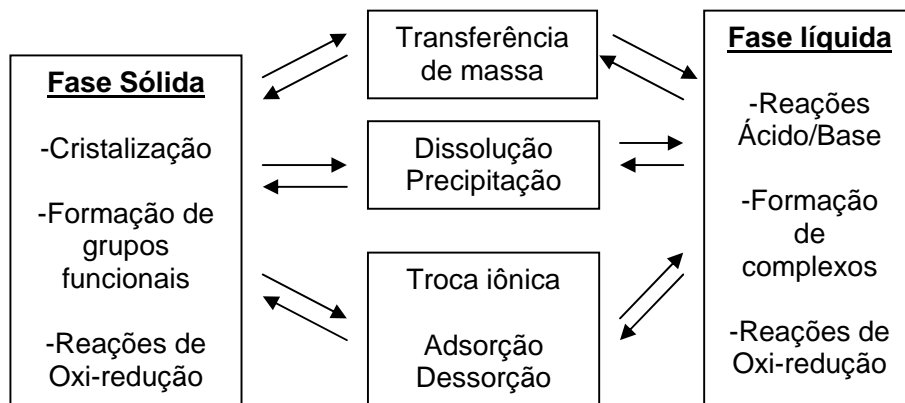 Fase Sólida
-Cristalização
-Formação de
grupos
funcionais
-Reações de
Oxi-redução
Transferência
de massa
Dissolução
Precipitação
Troca iônica
Adsorção
Dessorção
Fase líquida
-Reações
Ácido/Base
-Formação
de
complexos
-Reações de
Oxi-redução